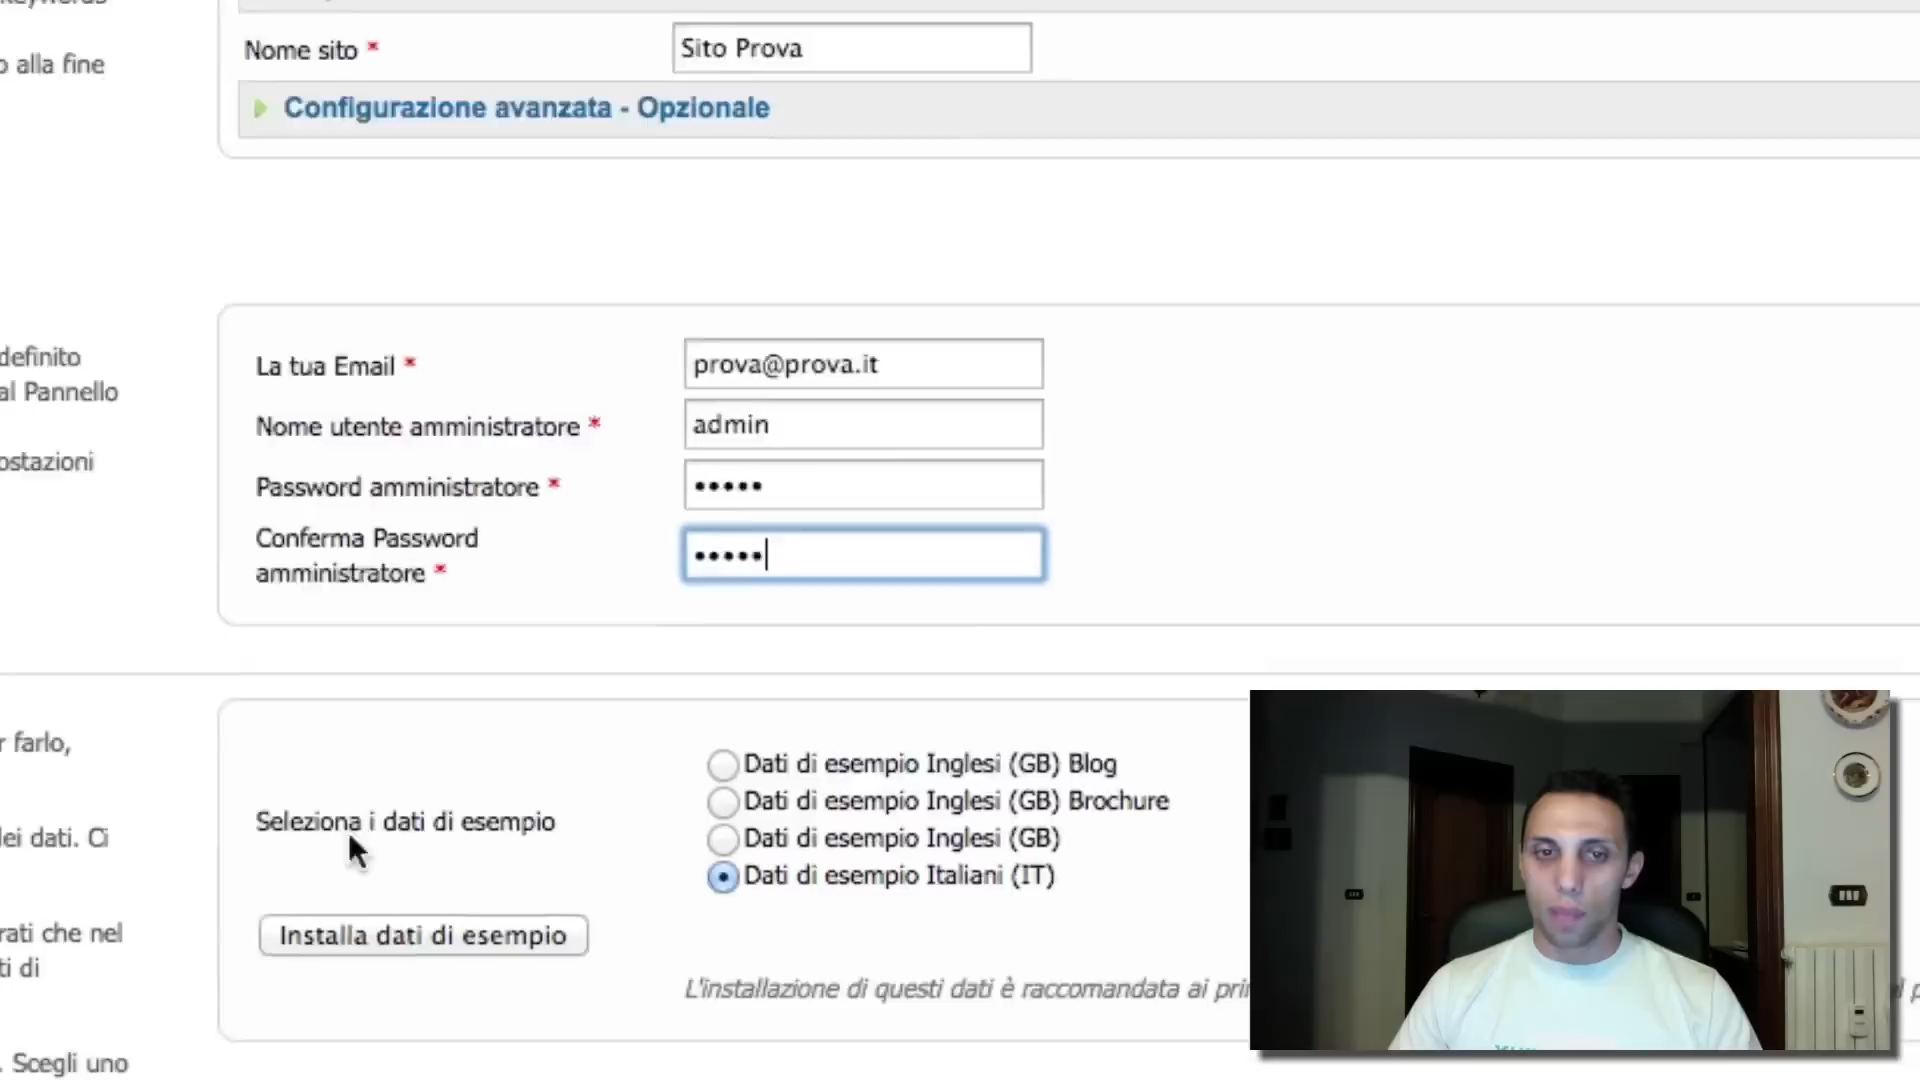 Nome sito *
Sito Prova
o alla fine
Configurazione avanzata - Opzionale
definito
al Pannello
ostazioni
La tua Email *
prova@prova.it
Nome utente amministratore *
admin
Password amministratore *
•••••
Conferma Password
amministratore *
•••••
r farlo,
lei dati. Ci
rati che nel
ti di
. Scegli uno
Seleziona i dati di esempio
Dati di esempio Inglesi (GB) Blog
Dati di esempio Inglesi (GB) Brochure
Dati di esempio Inglesi (GB)
Dati di esempio Italiani (IT)
Installa dati di esempio
L'installazione di questi dati è raccomandata ai pri